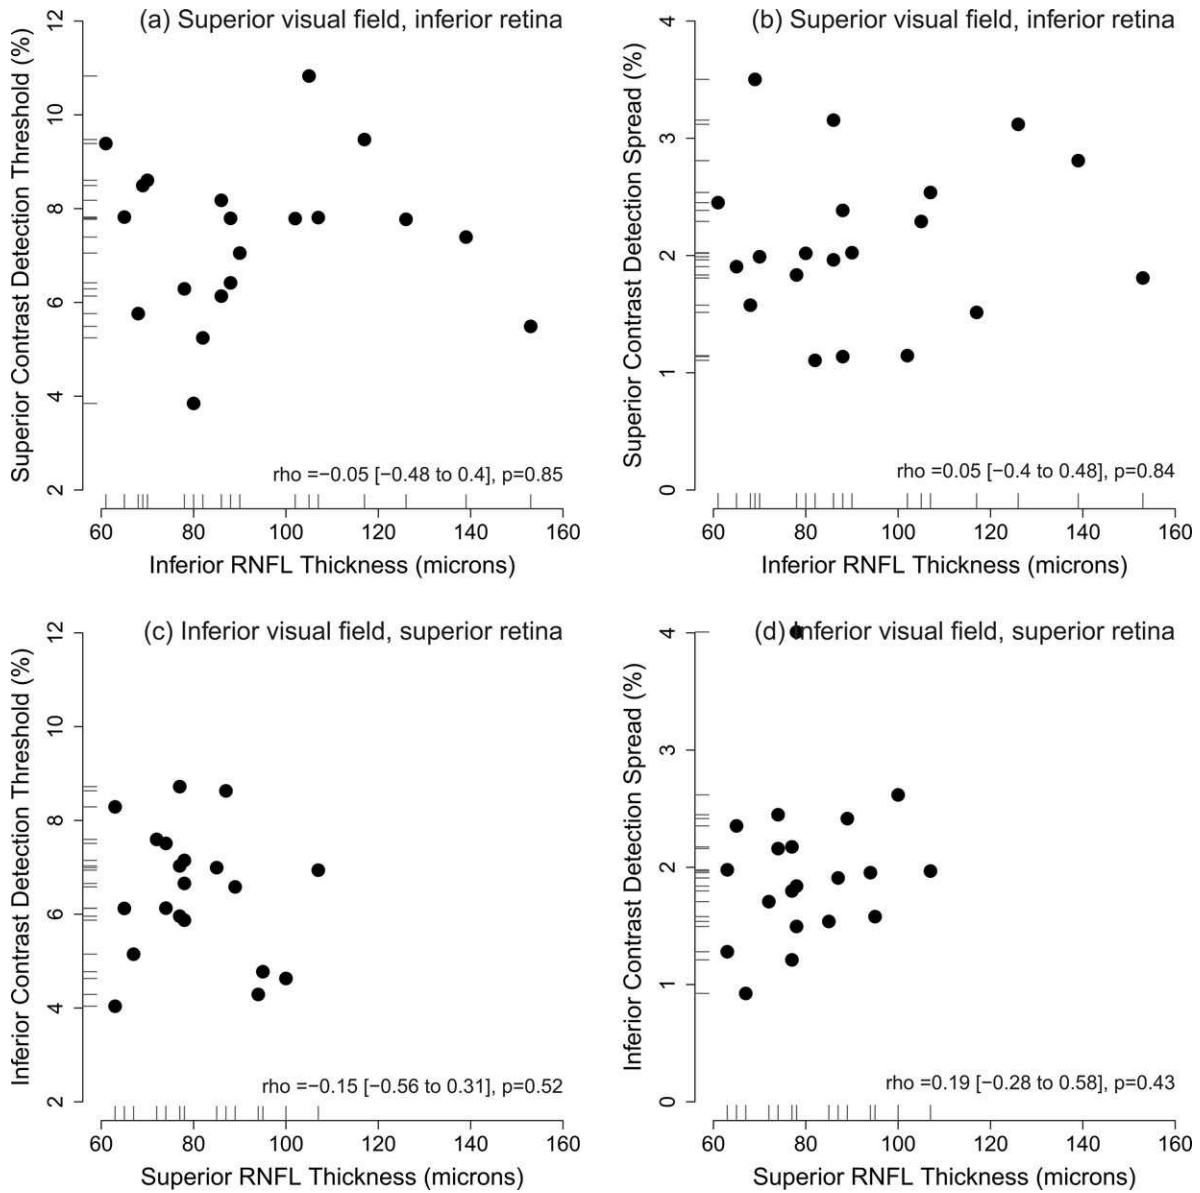 (a) Superior visual field, inferior retina
Superior Contrast Detection Threshold (%)
12
10
8
6
4
2
rho =−0.05 [−0.48 to 0.4], p=0.85
60 80 100 120 140 160
Inferior RNFL Thickness (microns)
(b) Superior visual field, inferior retina
Superior Contrast Detection Spread (%)
4
3
2
1
0
rho =0.05 [−0.4 to 0.48], p=0.84
60 80 100 120 140 160
Inferior RNFL Thickness (microns)
(c) Inferior visual field, superior retina
Inferior Contrast Detection Threshold (%)
12
10
8
6
4
2
rho =−0.15 [−0.56 to 0.31], p=0.52
60 80 100 120 140 160
Superior RNFL Thickness (microns)
(d) Inferior visual field, superior retina
Inferior Contrast Detection Spread (%)
4
3
2
1
0
rho =0.19 [−0.28 to 0.58], p=0.43
60 80 100 120 140 160
Superior RNFL Thickness (microns)